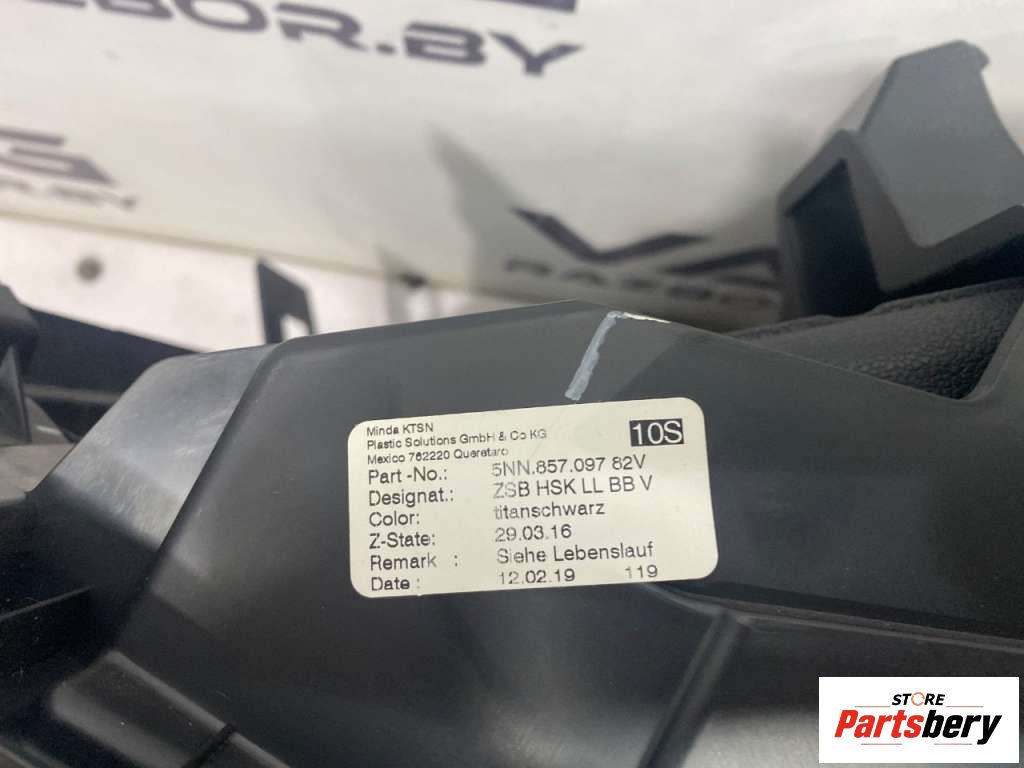 BOR.BY
Minda KTSN
Plastic Solutions GmbH & Co KG
Mexico 762220 Queretaro
10S
Part -No.: 5NN.857.097 82V
Designat.: ZSB HSK LL BB V
Color: titanschwarz
Z-State: 29.03.16
Remark : Siehe Lebenslauf
Date : 12.02.19 119
STORE
Partsbery